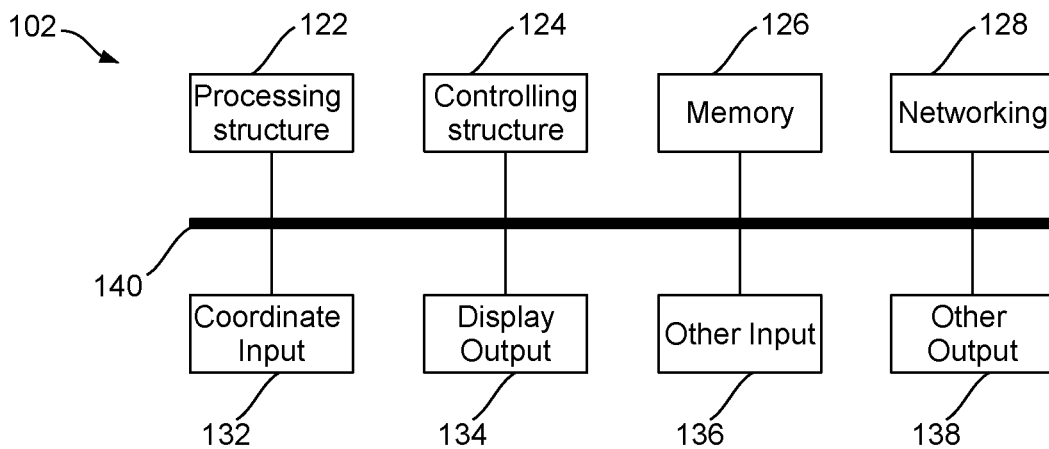 102
122
124
126
128
Processing
structure
Controlling
structure
Memory
Networking
140
Coordinate
Input
Display
Output
Other Input
Other
Output
132
134
136
138